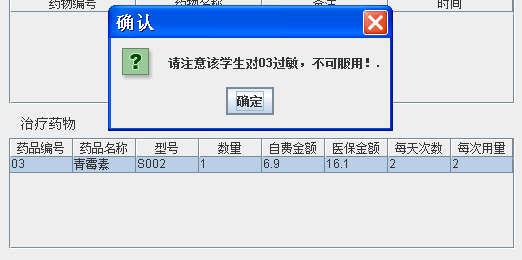 药物编号 药物名称 备注 时间
确认
请注意该学生对03过敏，不可服用！.
确定
治疗药物
药品编号 药品名称 型号 数量 自费金额 医保金额 每天次数 每次用量
03 青霉素 S002 1 6.9 16.1 2 2